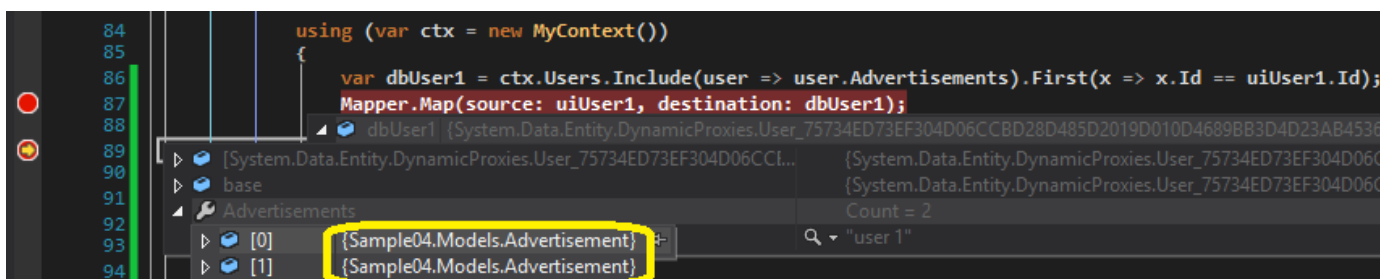 84 using (var ctx = new MyContext())
85 {
86 var dbUser1 = ctx.Users.Include(user => user.Advertisements).First(x => x.Id == uiUser1.Id);
87 Mapper.Map(source: uiUser1, destination: dbUser1);
88 dbUser1 {System.Data.Entity.DynamicProxies.User_75734ED73EF304D06CCBD28D485D2019D010D4689BB3D4D23AB4536
89 [System.Data.Entity.DynamicProxies.User_75734ED73EF304D06CCI... {System.Data.Entity.DynamicProxies.User_75734ED73EF304D06C
90 base {System.Data.Entity.DynamicProxies.User_75734ED73EF304D06C
91 Advertisements Count = 2
92
93 [0] {Sample04.Models.Advertisement} "user 1"
94 [1] {Sample04.Models.Advertisement}